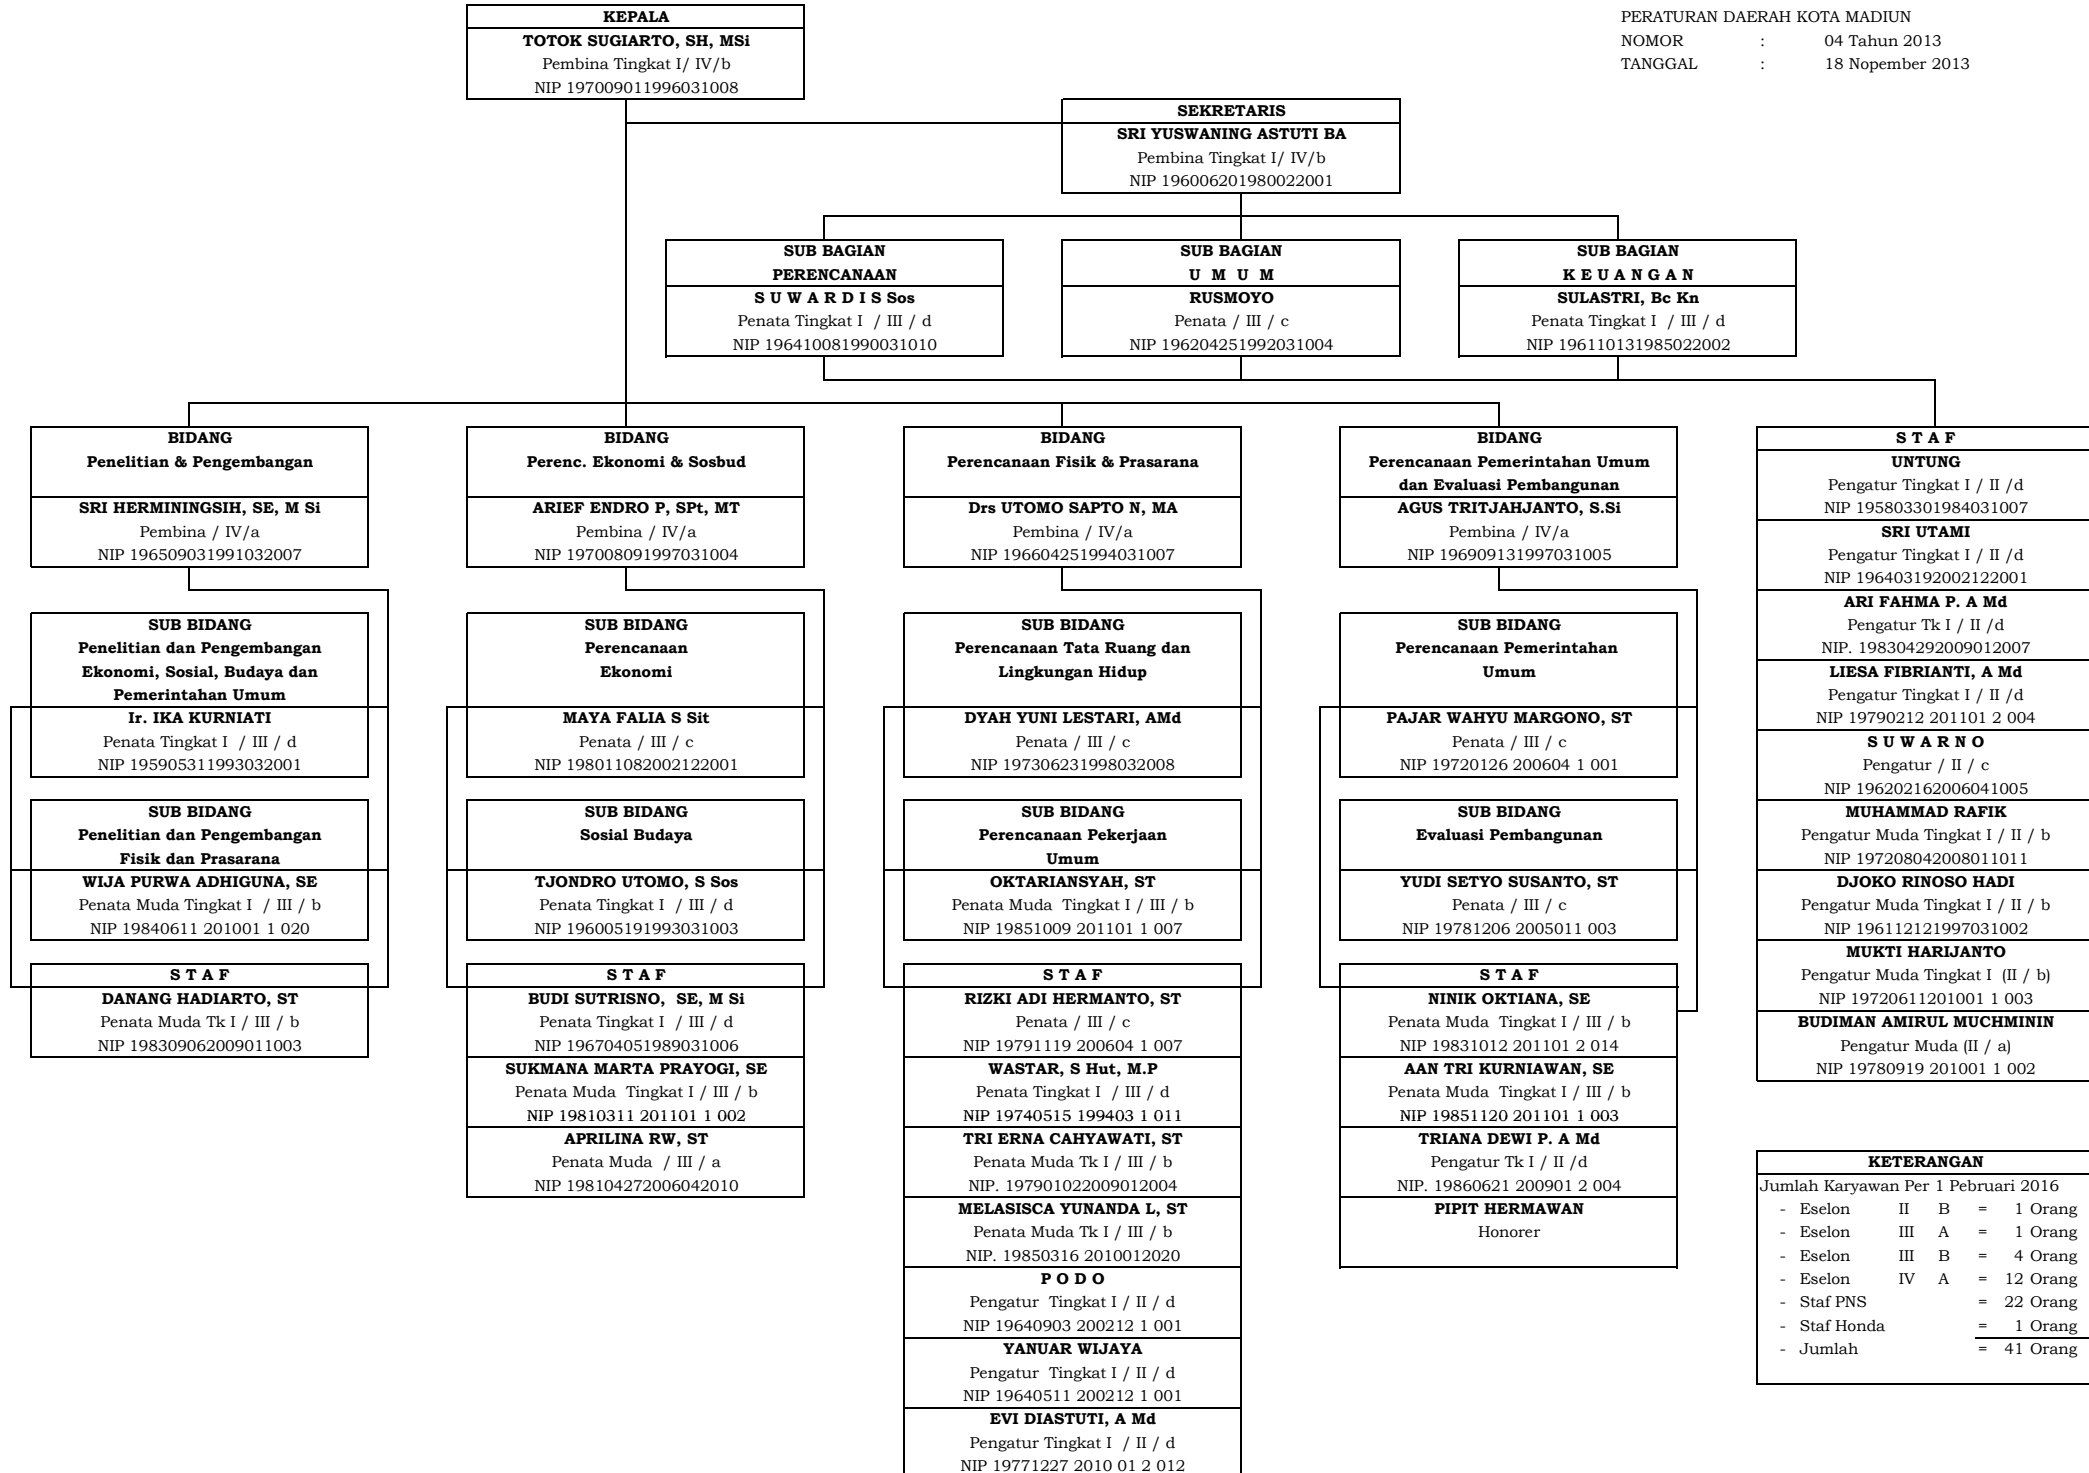 KEPALA
TOTOK SUGIARTO, SH, MSi
Pembina Tingkat I/ IV/b
NIP 197009011996031008
PERATURAN DAERAH KOTA MADIUN
NOMOR : 04 Tahun 2013
TANGGAL : 18 Nopember 2013
SEKRETARIS
SRI YUSWANING ASTUTI BA
Pembina Tingkat I/ IV/b
NIP 196006201980022001
SUB BAGIAN
PERENCANAAN
S U W A R D I S Sos
Penata Tingkat I / III / d
NIP 196410081990031010
SUB BAGIAN
U M U M
RUSMOYO
Penata / III / c
NIP 196204251992031004
SUB BAGIAN
K E U A N G A N
SULASTRI, Bc Kn
Penata Tingkat I / III / d
NIP 196110131985022002
BIDANG
Penelitian & Pengembangan
SRI HERMININGSIH, SE, M Si
Pembina / IV/a
NIP 196509031991032007
SUB BIDANG
Penelitian dan Pengembangan
Ekonomi, Sosial, Budaya dan
Pemerintahan Umum
Ir. IKA KURNIATI
Penata Tingkat I / III / d
NIP 195905311993032001
SUB BIDANG
Penelitian dan Pengembangan
Fisik dan Prasarana
WIJA PURWA ADHIGUNA, SE
Penata Muda Tingkat I / III / b
NIP 19840611 201001 1 020
S T A F
DANANG HADIARTO, ST
Penata Muda Tk I / III / b
NIP 198309062009011003
BIDANG
Perenc. Ekonomi & Sosbud
ARIEF ENDRO P, SPt, MT
Pembina / IV/a
NIP 197008091997031004
SUB BIDANG
Perencanaan
Ekonomi
MAYA FALIA S Sit
Penata / III / c
NIP 198011082002122001
SUB BIDANG
Sosial Budaya
TJONDRO UTOMO, S Sos
Penata Tingkat I / III / d
NIP 196005191993031003
S T A F
BUDI SUTRISNO, SE, M Si
Penata Tingkat I / III / d
NIP 196704051989031006
SUKMANA MARTA PRAYOGI, SE
Penata Muda Tingkat I / III / b
NIP 19810311 201101 1 002
APRILINA RW, ST
Penata Muda / III / a
NIP 198104272006042010
BIDANG
Perencanaan Fisik & Prasarana
Drs UTOMO SAPTO N, MA
Pembina / IV/a
NIP 196604251994031007
SUB BIDANG
Perencanaan Tata Ruang dan
Lingkungan Hidup
DYAH YUNI LESTARI, AMd
Penata / III / c
NIP 197306231998032008
SUB BIDANG
Perencanaan Pekerjaan
Umum
OKTARIANSYAH, ST
Penata Muda Tingkat I / III / b
NIP 19851009 201101 1 007
S T A F
RIZKI ADI HERMANTO, ST
Penata / III / c
NIP 19791119 200604 1 007
WASTAR, S Hut, M.P
Penata Tingkat I / III / d
NIP 19740515 199403 1 011
TRI ERNA CAHYAWATI, ST
Penata Muda Tk I / III / b
NIP. 197901022009012004
MELASISCA YUNANDA L, ST
Penata Muda Tk I / III / b
NIP. 19850316 2010012020
P O D O
Pengatur Tingkat I / II / d
NIP 19640903 200212 1 001
YANUAR WIJAYA
Pengatur Tingkat I / II / d
NIP 19640511 200212 1 001
EVI DIASTUTI, A Md
Pengatur Tingkat I / II / d
NIP 19771227 2010 01 2 012
BIDANG
Perencanaan Pemerintahan Umum
dan Evaluasi Pembangunan
AGUS TRITJAHJANTO, S.Si
Pembina / IV/a
NIP 196909131997031005
SUB BIDANG
Perencanaan Pemerintahan
Umum
PAJAR WAHYU MARGONO, ST
Penata / III / c
NIP 19720126 200604 1 001
SUB BIDANG
Evaluasi Pembangunan
YUDI SETYO SUSANTO, ST
Penata / III / c
NIP 19781206 2005011 003
S T A F
NINIK OKTIANA, SE
Penata Muda Tingkat I / III / b
NIP 19831012 201101 2 014
AAN TRI KURNIAWAN, SE
Penata Muda Tingkat I / III / b
NIP 19851120 201101 1 003
TRIANA DEWI P. A Md
Pengatur Tk I / II /d
NIP. 19860621 200901 2 004
PIPIT HERMAWAN
Honorer
S T A F
UNTUNG
Pengatur Tingkat I / II /d
NIP 195803301984031007
SRI UTAMI
Pengatur Tingkat I / II /d
NIP 196403192002122001
ARI FAHMA P. A Md
Pengatur Tk I / II /d
NIP. 198304292009012007
LIESA FIBRIANTI, A Md
Pengatur Tingkat I / II /d
NIP 19790212 201101 2 004
S U W A R N O
Pengatur / II / c
NIP 196202162006041005
MUHAMMAD RAFIK
Pengatur Muda Tingkat I / II / b
NIP 197208042008011011
DJOKO RINOSO HADI
Pengatur Muda Tingkat I / II / b
NIP 196112121997031002
MUKTI HARIJANTO
Pengatur Muda Tingkat I (II / b)
NIP 19720611201001 1 003
BUDIMAN AMIRUL MUCHMININ
Pengatur Muda (II / a)
NIP 19780919 201001 1 002
KETERANGAN
Jumlah Karyawan Per 1 Pebruari 2016
- Eselon II B = 1 Orang
- Eselon III A = 1 Orang
- Eselon III B = 4 Orang
- Eselon IV A = 12 Orang
- Staf PNS = 22 Orang
- Staf Honda = 1 Orang
- Jumlah = 41 Orang